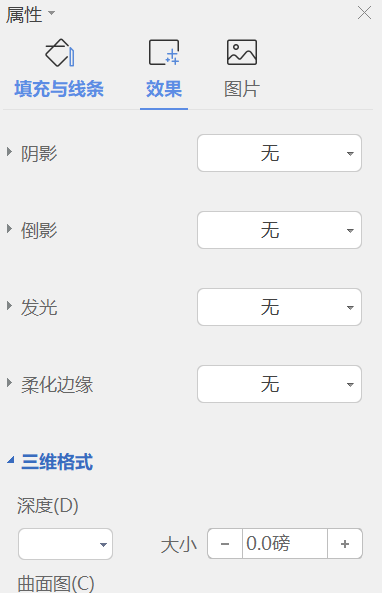 属性
填充与线条 效果 图片
阴影 无
倒影 无
发光 无
柔化边缘 无
三维格式
深度(D)
大小 - 0.0磅 +
曲面图(C)